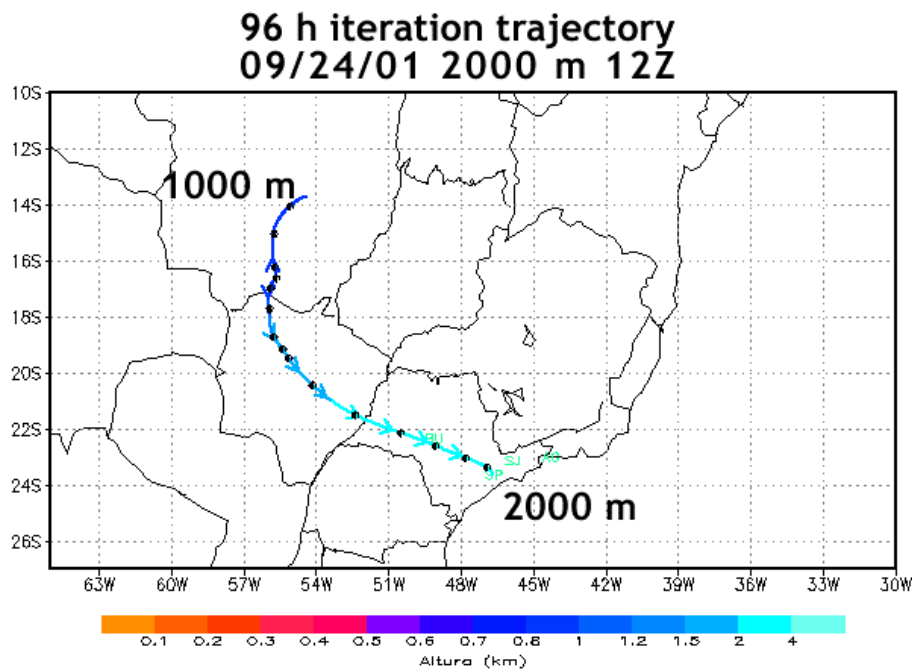 96 h iteration trajectory
09/24/01 2000 m 12Z
10S
12S
1000 m
14S
16S
18S
20S
22S
BU
SJ
SP
24S
2000 m
26S
63W 60W 57W 54W 51W 48W 45W 42W 39W 36W 33W 30W
0.1 0.2 0.3 0.4 0.5 0.6 0.7 0.8 1 1.2 1.5 2 4
Altura (km)